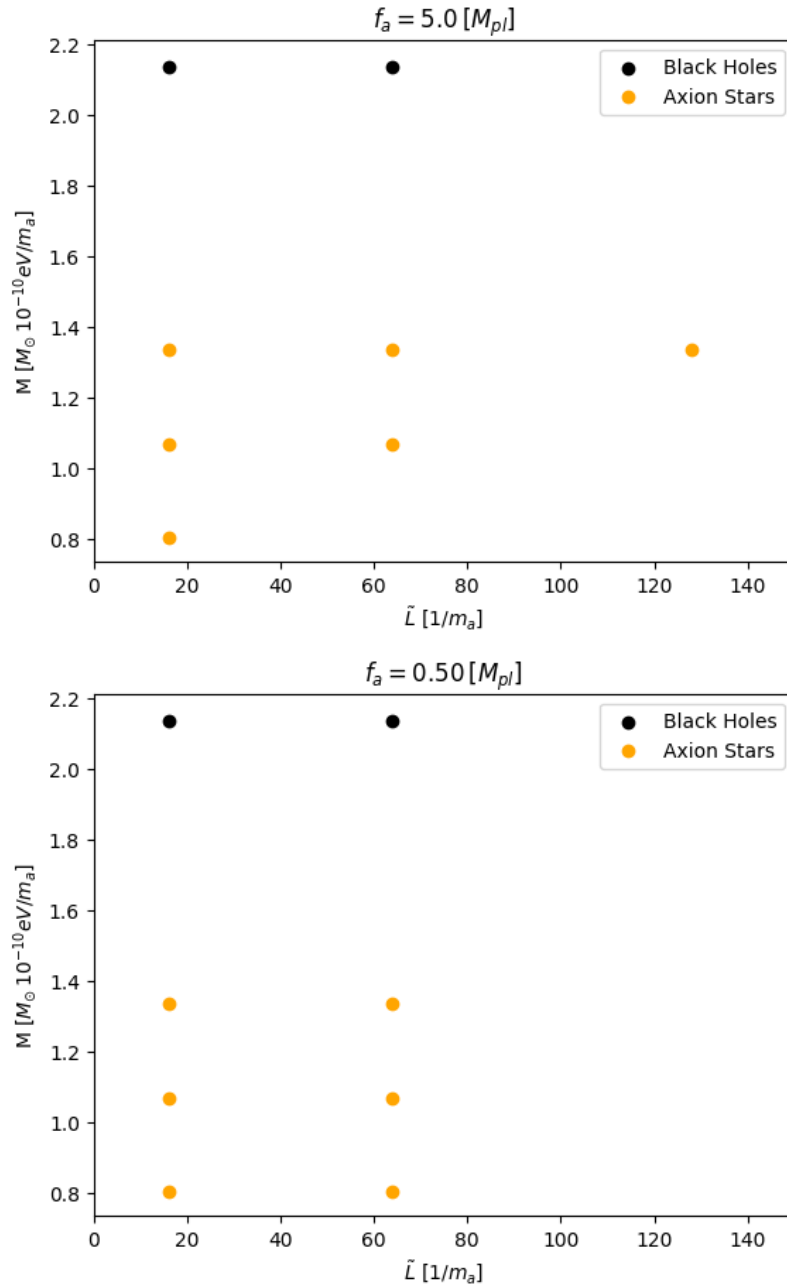 f_a = 5.0 [M_{pl}]
2.2
2.0
1.8
1.6
1.4
1.2
1.0
0.8
M [M_⊙ 10^{-10} eV/m_a]
Black Holes
Axion Stars
0 20 40 60 80 100 120 140
L̃ [1/m_a]
f_a = 0.50 [M_{pl}]
2.2
2.0
1.8
1.6
1.4
1.2
1.0
0.8
M [M_⊙ 10^{-10} eV/m_a]
Black Holes
Axion Stars
0 20 40 60 80 100 120 140
L̃ [1/m_a]